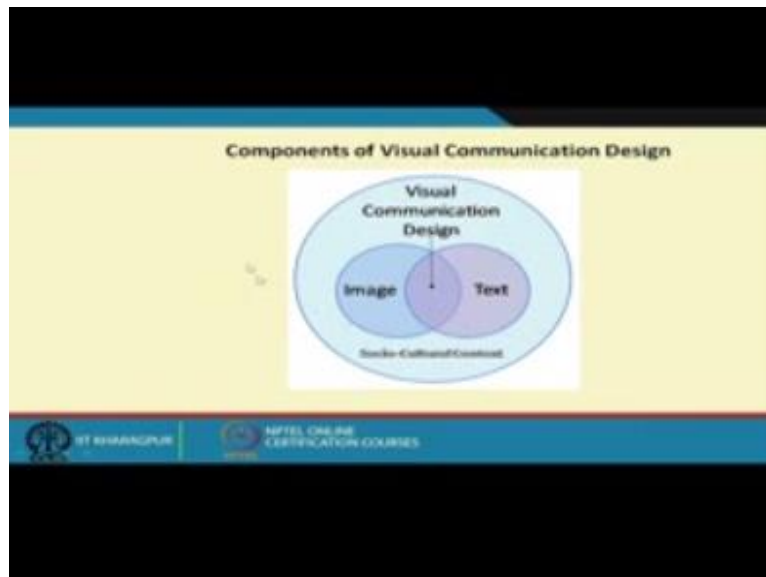 Components of Visual Communication Design
Visual
Communication
Design
Image
Text
Socio-Cultural Context
IIT KHARAGPUR
NPTEL ONLINE
CERTIFICATION COURSES